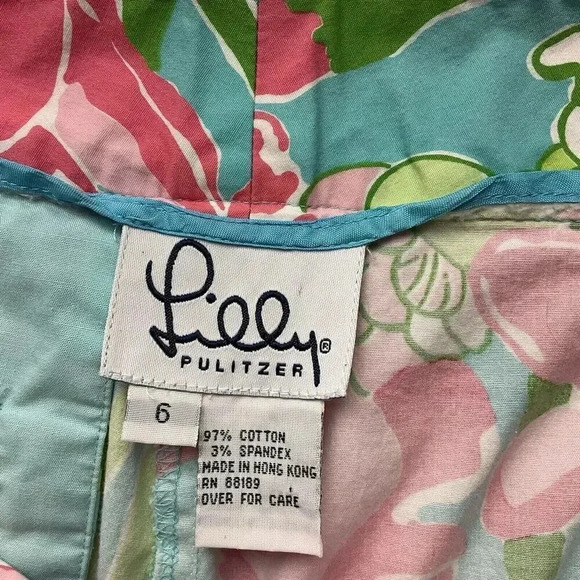 Lilly®
PULITZER
6
97% COTTON
3% SPANDEX
MADE IN HONG KONG
RN 88189
OVER FOR CARE